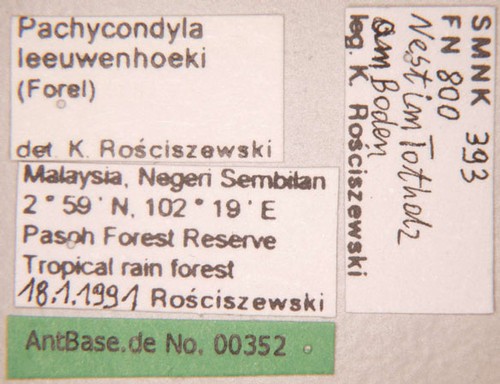 Pachycondyla
leeuwenhoeki
(Forel)
det. K. Rościszewski
Malaysia, Negeri Sembilan
2°59'N, 102°19'E
Pasoh Forest Reserve
Tropical rain forest
18.1.1991 Rościszewski
AntBase.de No. 00352
SMNK 393
FN 800
Nest im Totholz
am Boden
leg. K. Rościszewski